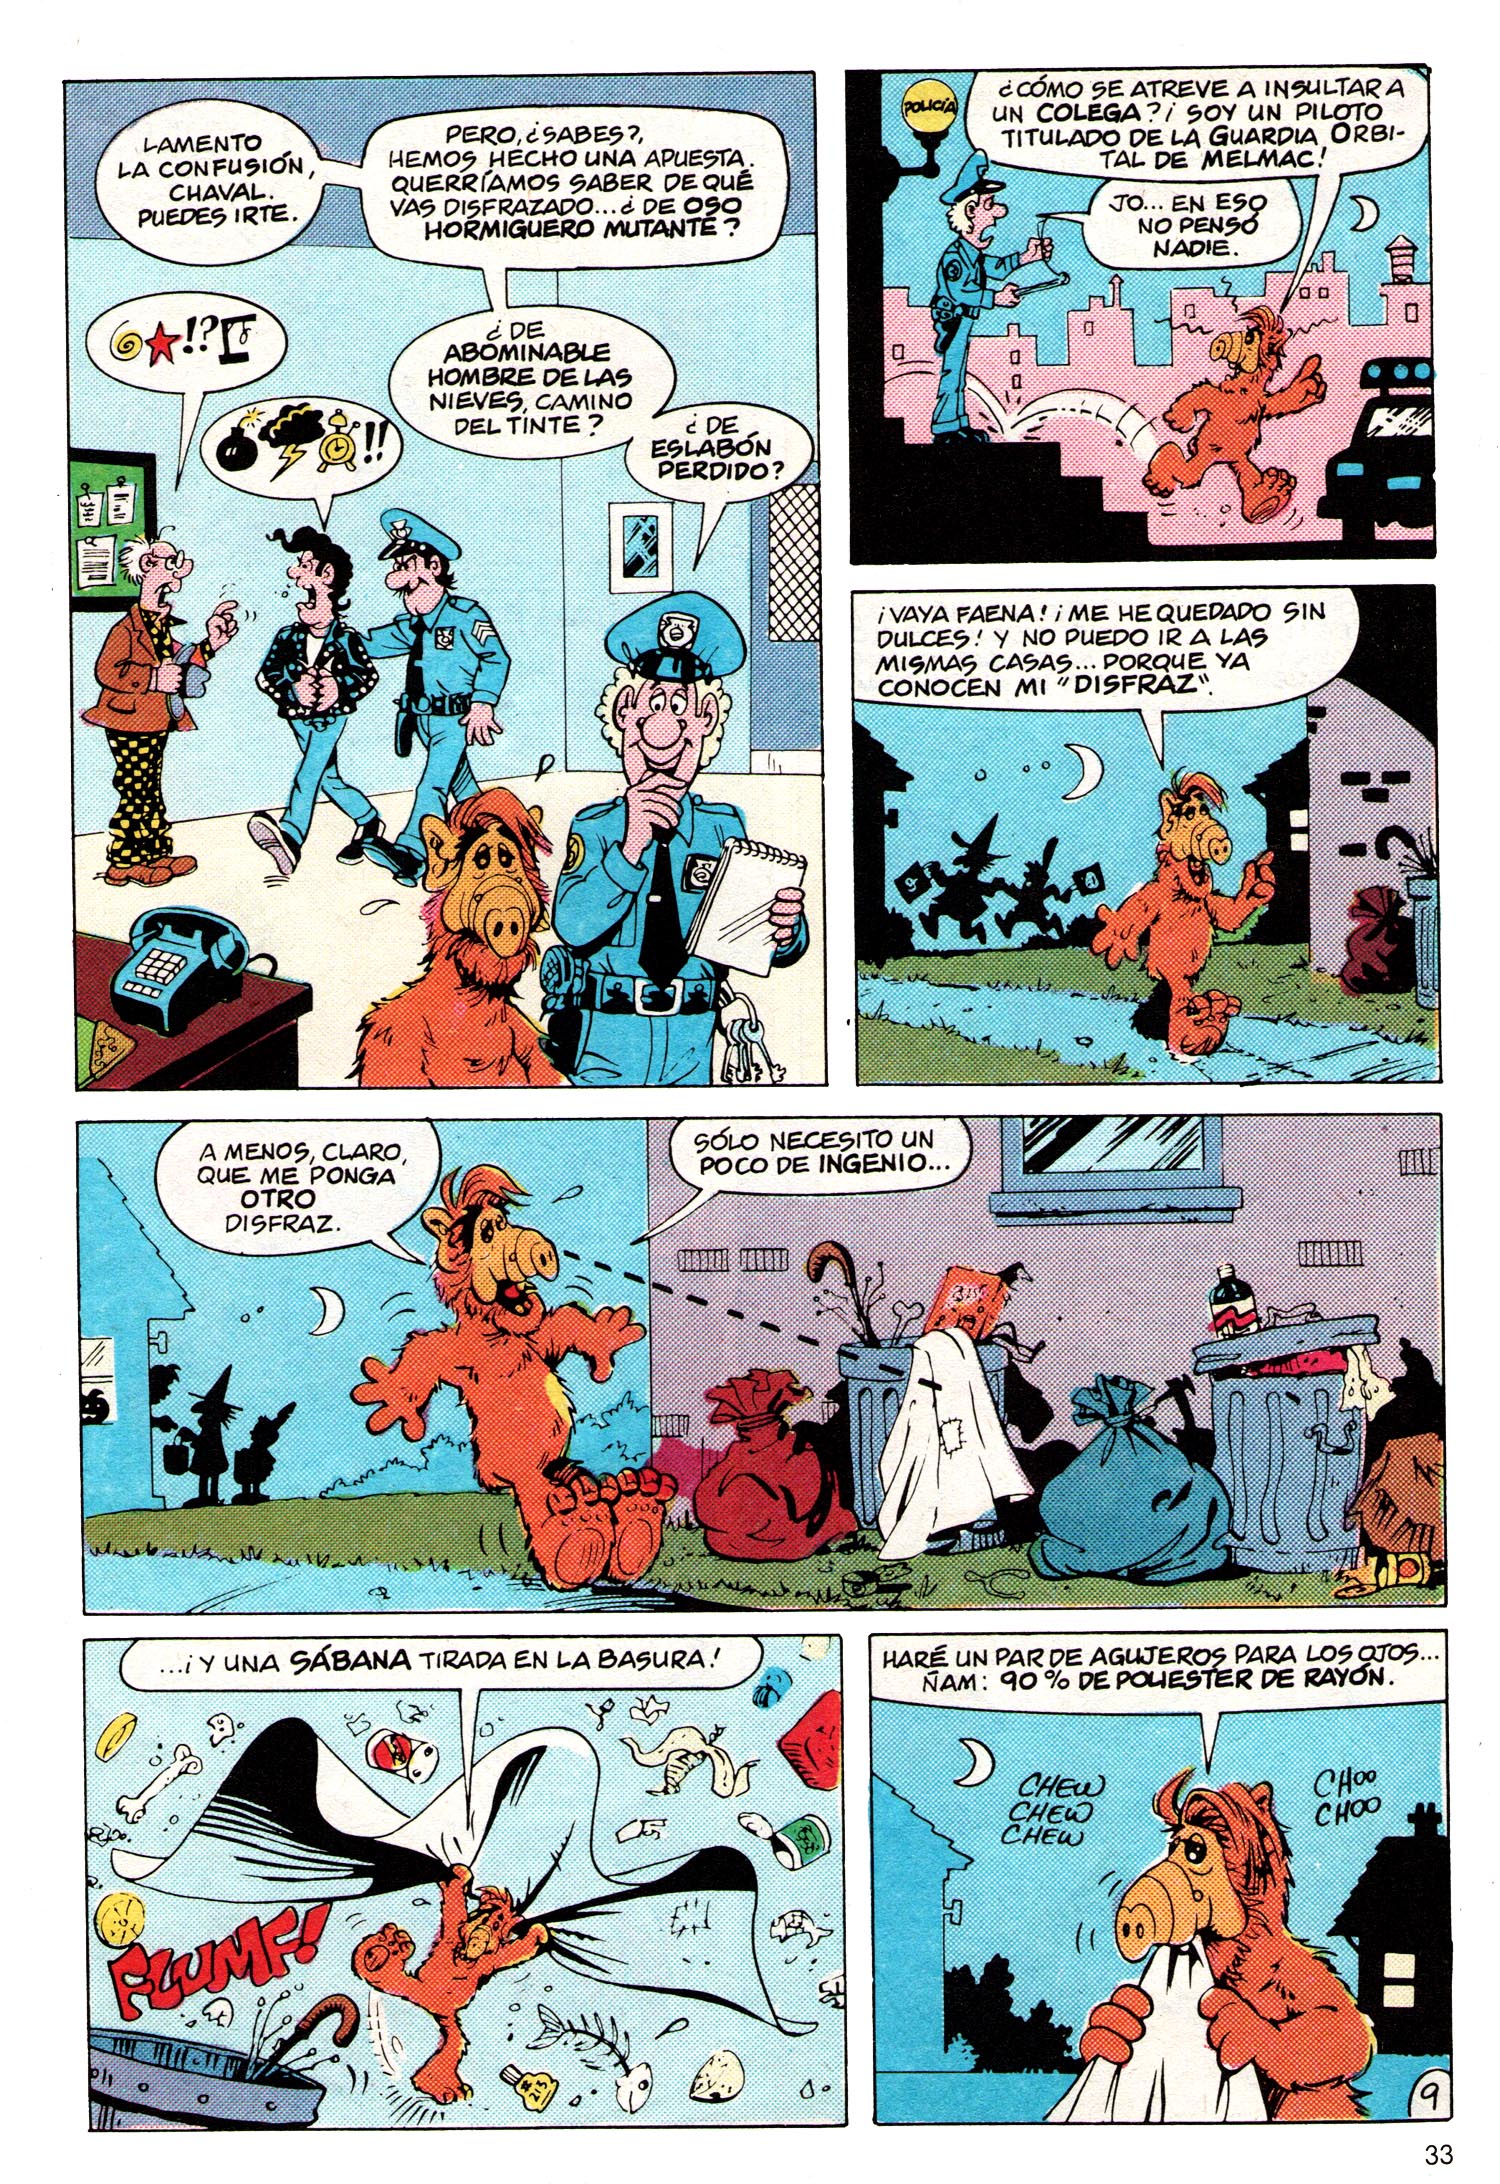 LAMENTO
LA CONFUSIÓN,
CHAVAL.
PUEDES IRTE.
PERO, ¿SABES?,
HEMOS HECHO UNA APUESTA.
QUERRÍAMOS SABER DE QUÉ
VAS DISFRAZADO... ¿DE OSO
HORMIGUERO MUTANTE?
!!?
!!
¿DE
ABOMINABLE
HOMBRE DE LAS
NIEVES, CAMINO
DEL TINTE?
¿DE
ESLABÓN
PERDIDO?
POLICÍA
¿CÓMO SE ATREVE A INSULTAR A
UN COLEGA? ¡SOY UN PILOTO
TITULADO DE LA GUARDIA ORBI-
TAL DE MELMAC!
JO... EN ESO
NO PENSÓ
NADIE.
¡VAYA FAENA! ¡ME HE QUEDADO SIN
DULCES! Y NO PUEDO IR A LAS
MISMAS CASAS... PORQUE YA
CONOCEN MI "DISFRAZ".
A MENOS, CLARO,
QUE ME PONGA
OTRO
DISFRAZ.
SÓLO NECESITO UN
POCO DE INGENIO...
...¡Y UNA SÁBANA TIRADA EN LA BASURA!
FLUMF!
HARÉ UN PAR DE AGUJEROS PARA LOS OJOS...
ÑAM: 90 % DE POLIESTER DE RAYÓN.
CHEW
CHEW
CHEW
CHOO
CHOO
9
33